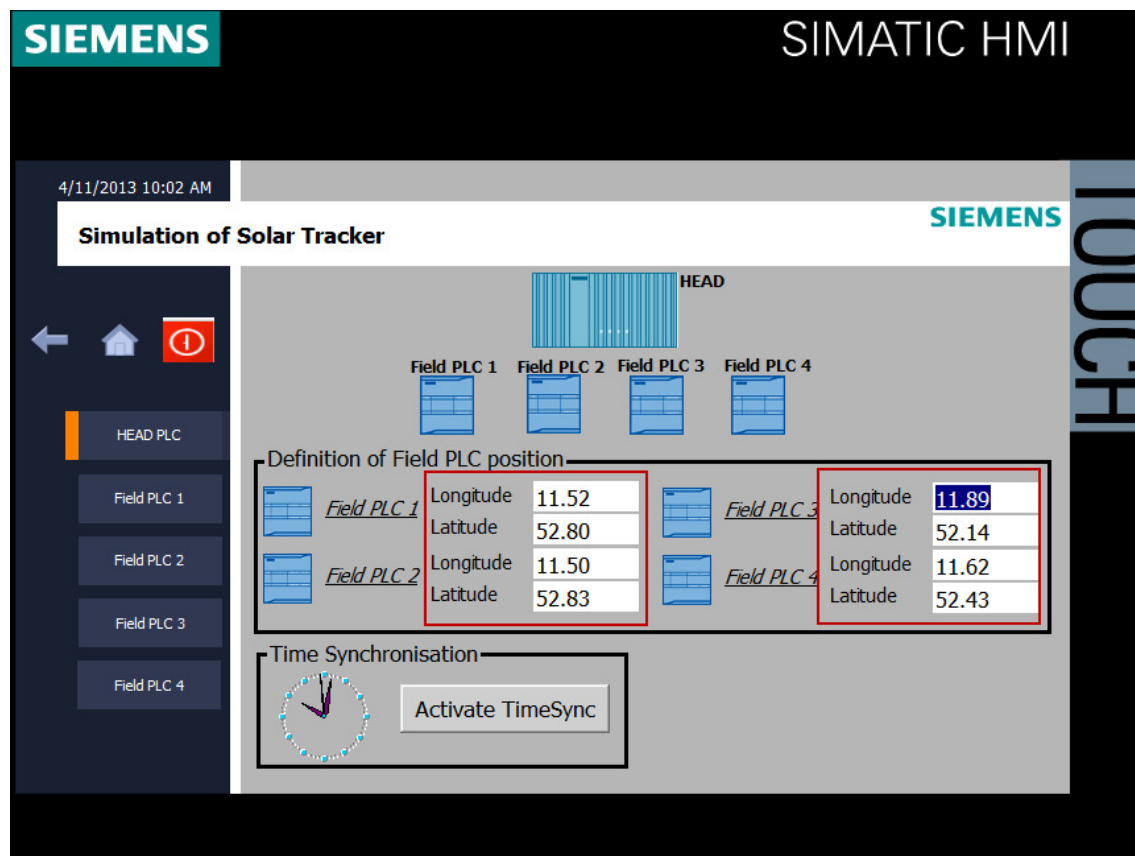 SIEMENS
SIMATIC HMI
TOUCH
4/11/2013 10:02 AM
SIEMENS
Simulation of Solar Tracker
HEAD
Field PLC 1 Field PLC 2 Field PLC 3 Field PLC 4
HEAD PLC
Field PLC 1
Field PLC 2
Field PLC 3
Field PLC 4
Definition of Field PLC position
Field PLC 1
Longitude 11.52
Latitude 52.80
Field PLC 2
Longitude 11.50
Latitude 52.83
Field PLC 3
Longitude 11.89
Latitude 52.14
Field PLC 4
Longitude 11.62
Latitude 52.43
Time Synchronisation
Activate TimeSync